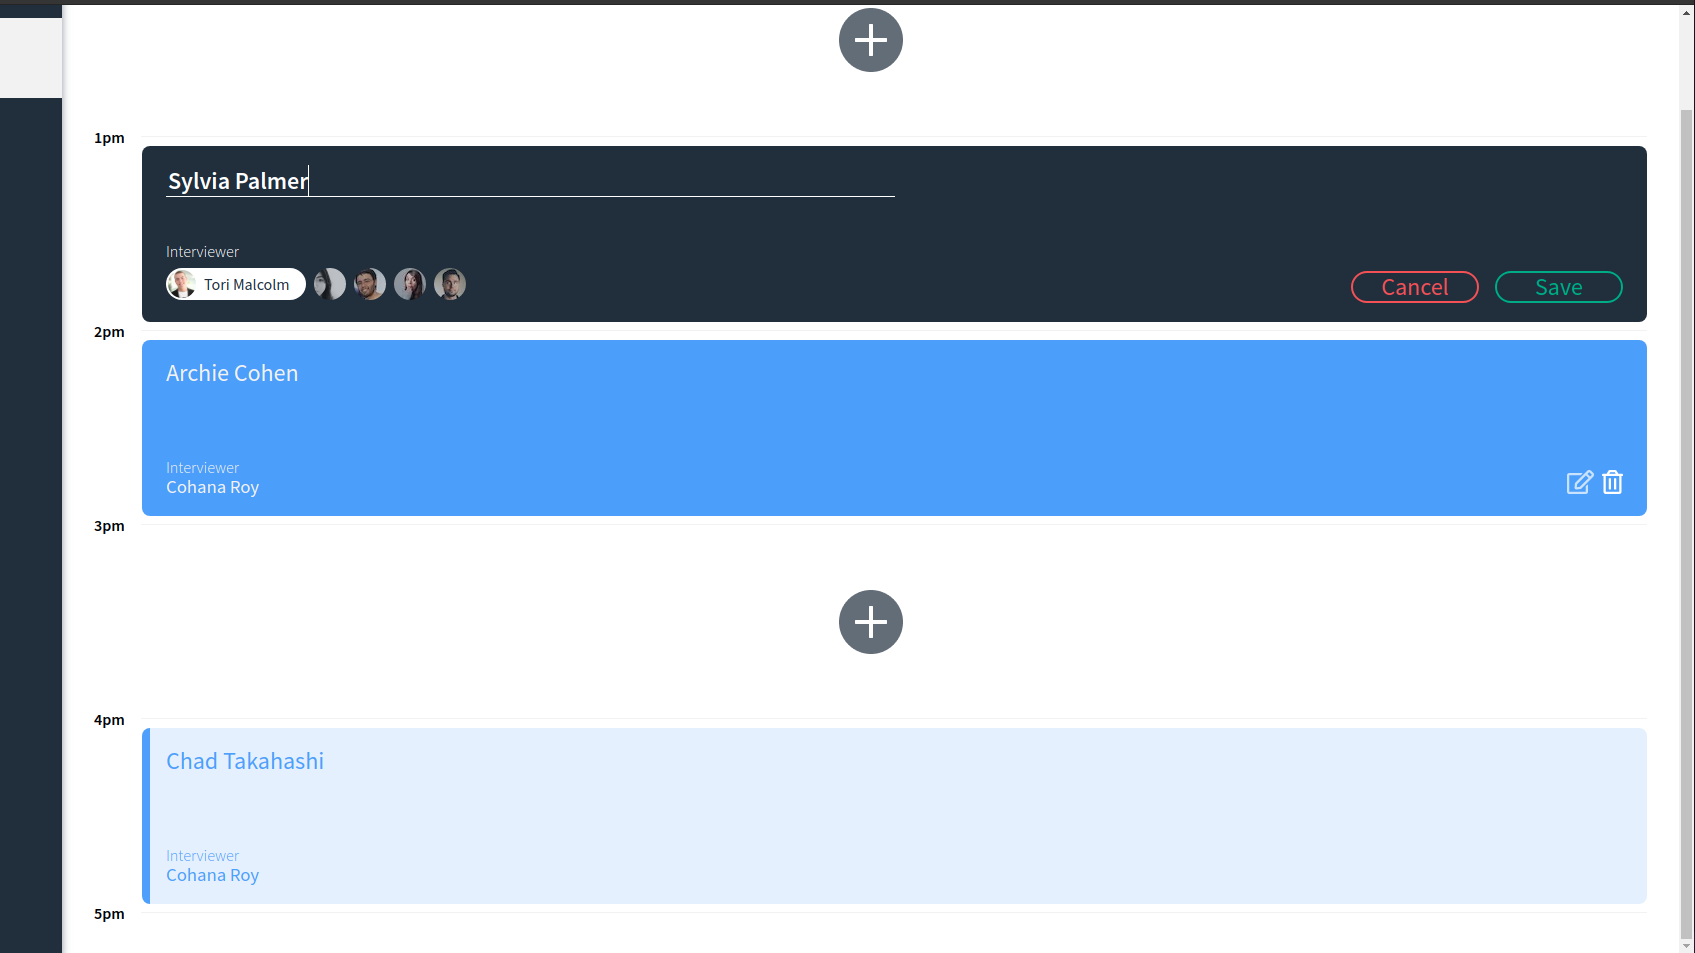 1pm
Sylvia Palmer
Interviewer
Tori Malcolm
Cancel
Save
2pm
Archie Cohen
Interviewer
Cohana Roy
3pm
4pm
Chad Takahashi
Interviewer
Cohana Roy
5pm